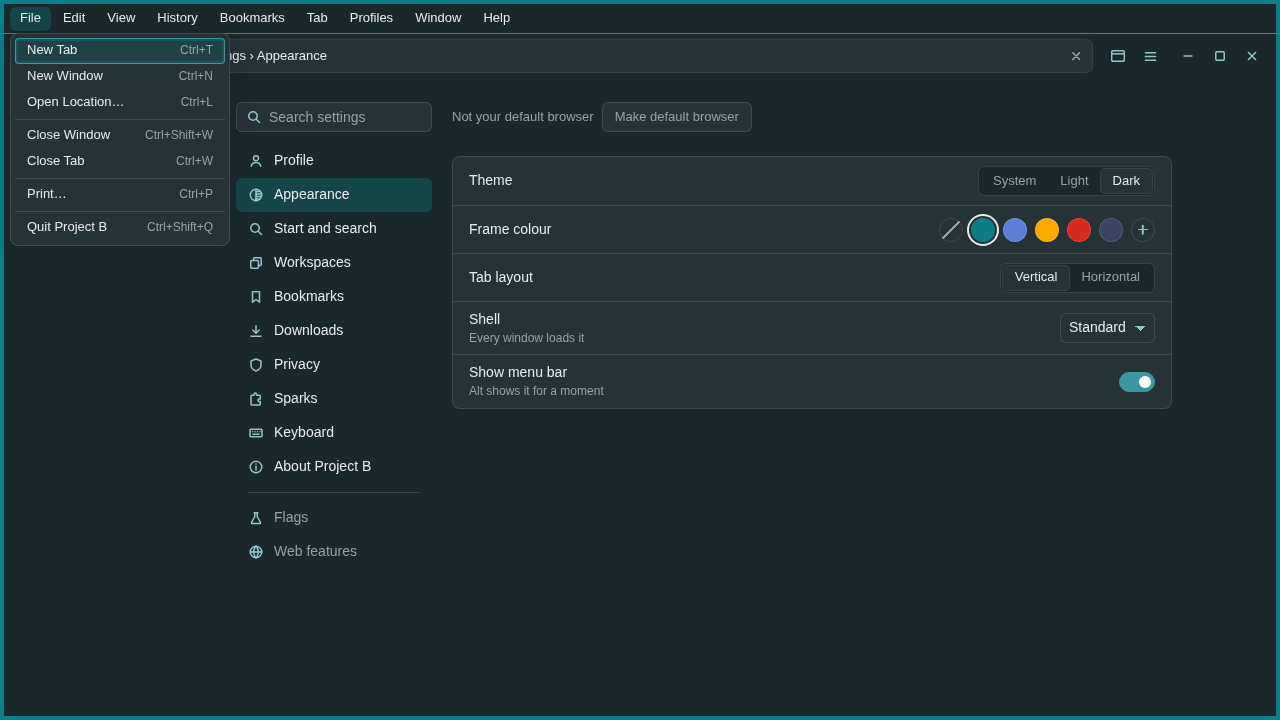 File Edit View History Bookmarks Tab Profiles Window Help
New Tab Ctrl+T
New Window Ctrl+N
Open Location… Ctrl+L
Close Window Ctrl+Shift+W
Close Tab Ctrl+W
Print… Ctrl+P
Quit Project B Ctrl+Shift+Q
ngs › Appearance
Search settings
Profile
Appearance
Start and search
Workspaces
Bookmarks
Downloads
Privacy
Sparks
Keyboard
About Project B
Flags
Web features
Not your default browser Make default browser
Theme System Light Dark
Frame colour
Tab layout Vertical Horizontal
Shell
Every window loads it
Standard
Show menu bar
Alt shows it for a moment